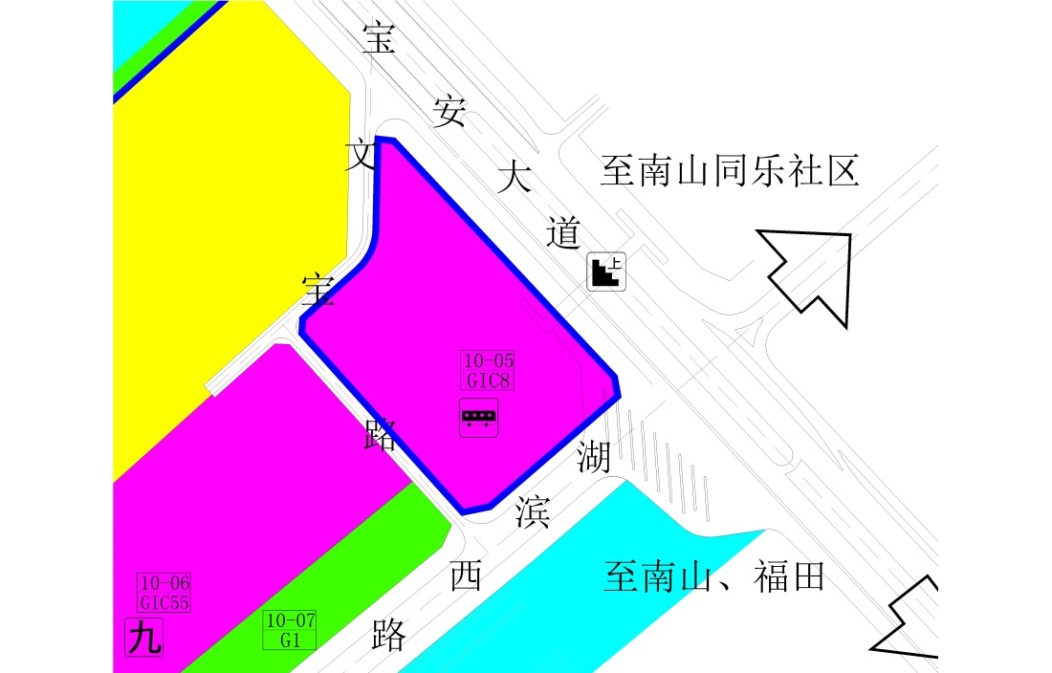 宝安大道
文宝路
至南山同乐社区
上
10-05
GIC8
湖滨西路
至南山、福田
10-06
GIC55
九
10-07
G1